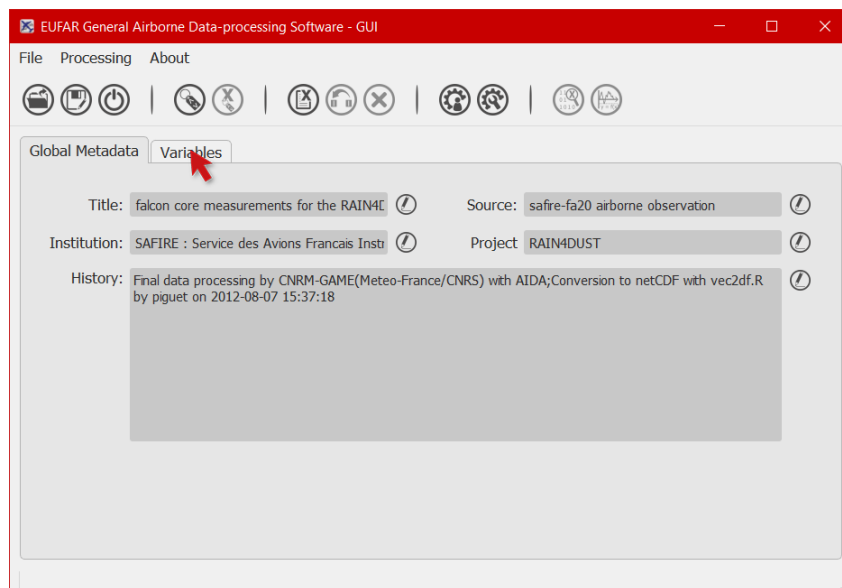 EUFAR General Airborne Data-processing Software - GUI
File Processing About
Global Metadata Variables
Title: falcon core measurements for the RAIN4D Source: safire-fa20 airborne observation
Institution: SAFIRE : Service des Avions Francais Instr Project RAIN4DUST
History: Final data processing by CNRM-GAME(Meteo-France/CNRS) with AIDA;Conversion to netCDF with vec2df.R
by piguet on 2012-08-07 15:37:18